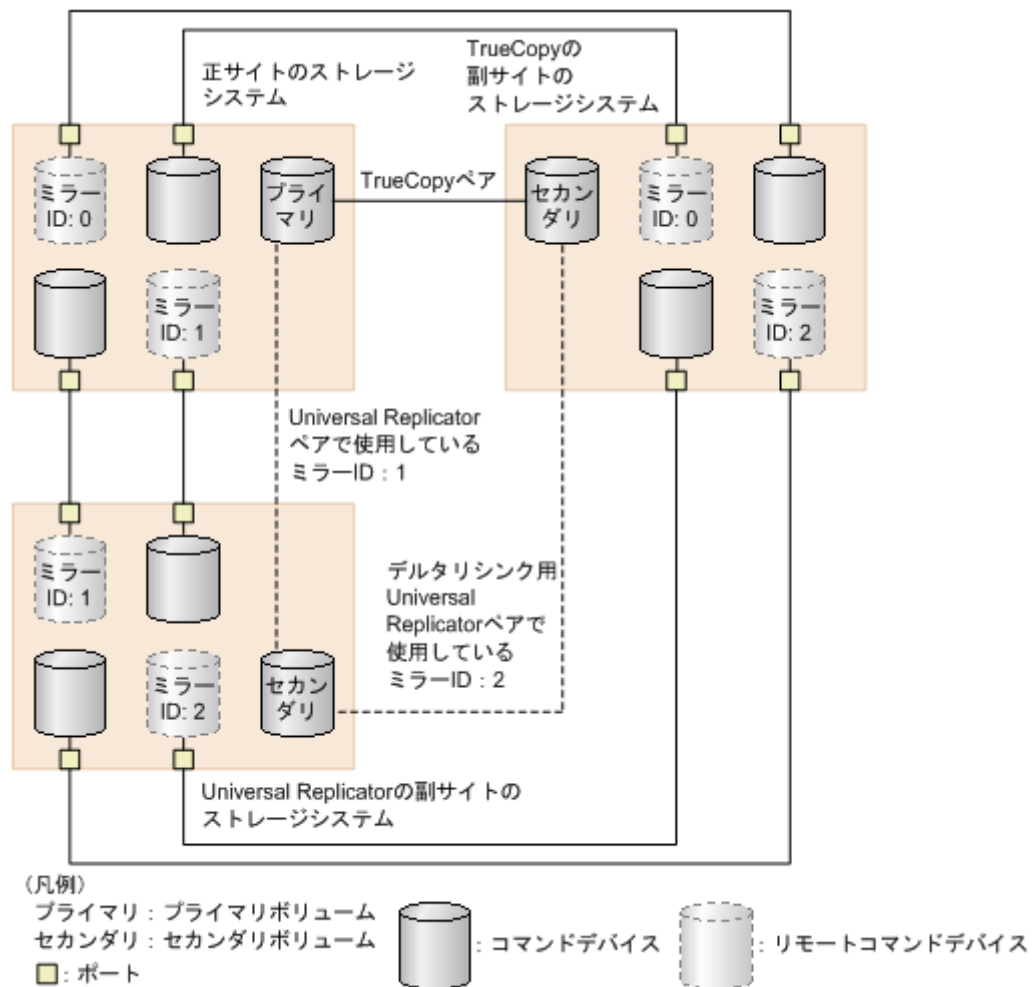 正サイトのストレージ
システム
TrueCopyの
副サイトの
ストレージシステム
ミラー
ID: 0
プライ
マリ
TrueCopyペア
セカン
ダリ
ミラー
ID: 0
ミラー
ID: 1
ミラー
ID: 2
Universal Replicator
ペアで使用している
ミラーID：1
ミラー
ID: 1
デルタリシンク用
Universal
Replicatorペアで
使用している
ミラーID：2
ミラー
ID: 2
セカン
ダリ
Universal Replicatorの副サイトの
ストレージシステム
（凡例）
プライマリ：プライマリボリューム
セカンダリ：セカンダリボリューム
：ポート
：コマンドデバイス
：リモートコマンドデバイス